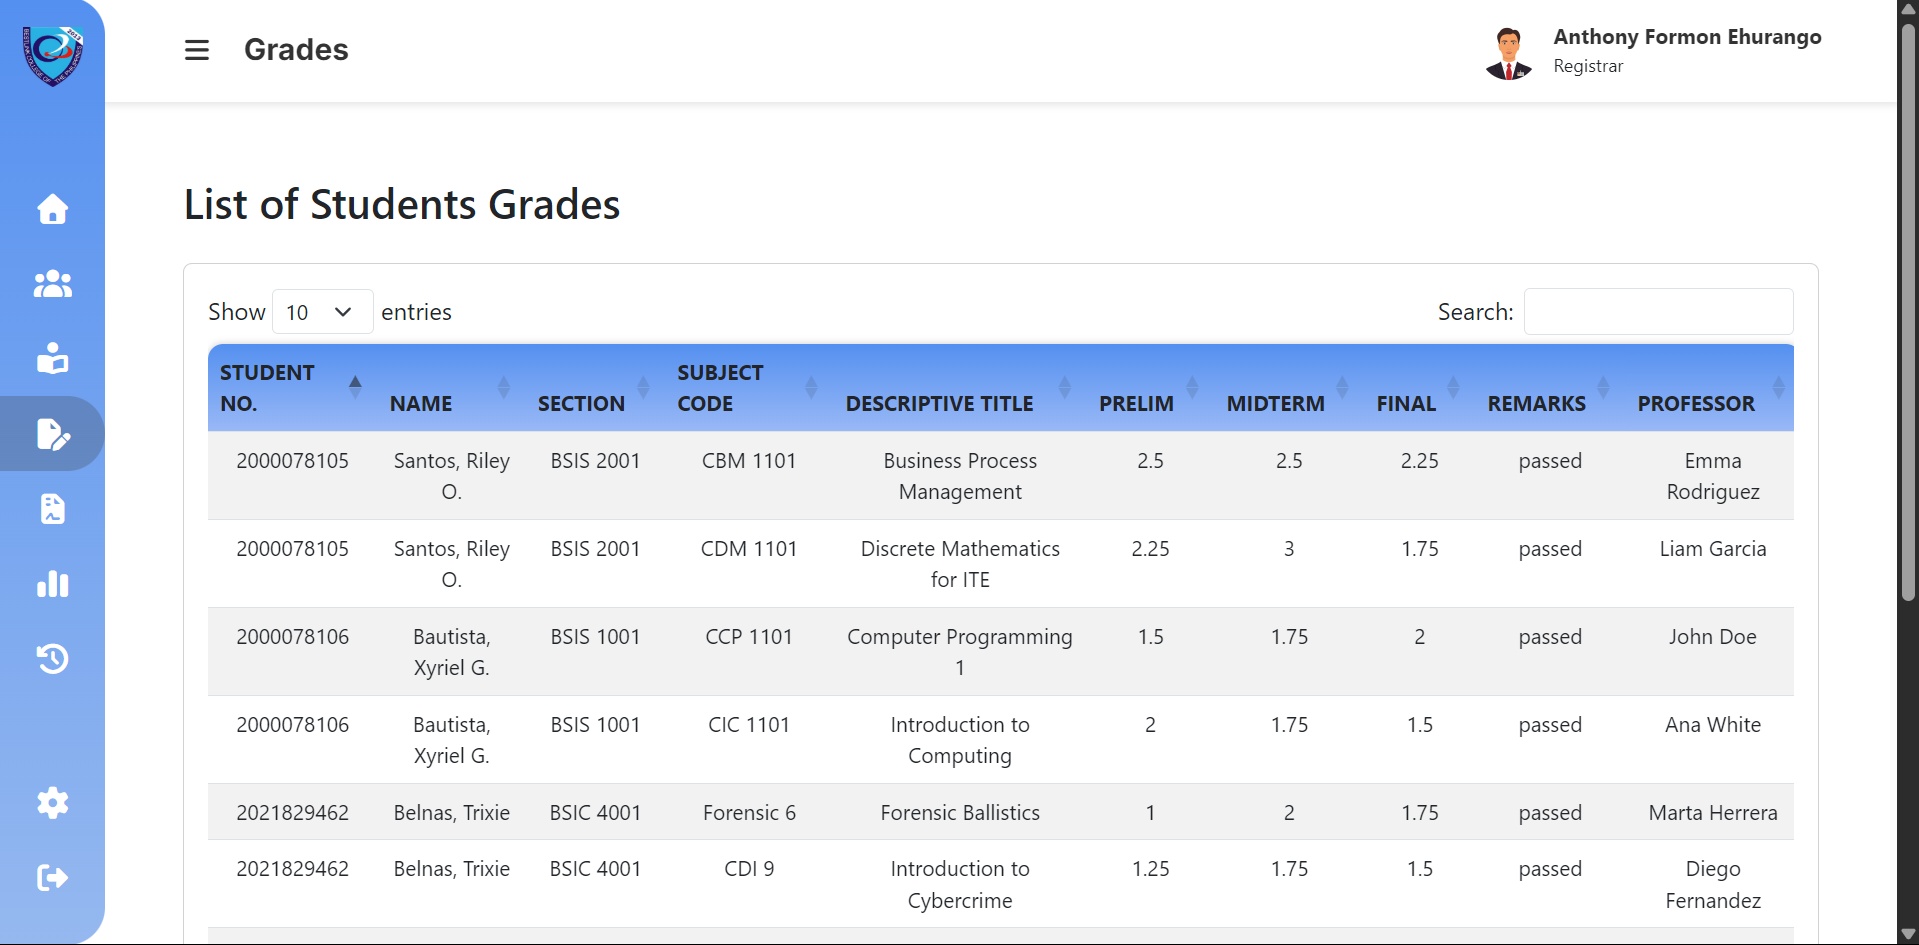 2013
BESTLINK COLLEGE OF THE PHILIPPINES
Grades
Anthony Formon Ehurango
Registrar
List of Students Grades
Show 10 entries
Search:
STUDENT NO. NAME SECTION SUBJECT CODE DESCRIPTIVE TITLE PRELIM MIDTERM FINAL REMARKS PROFESSOR
2000078105 Santos, Riley O. BSIS 2001 CBM 1101 Business Process Management 2.5 2.5 2.25 passed Emma Rodriguez
2000078105 Santos, Riley O. BSIS 2001 CDM 1101 Discrete Mathematics for ITE 2.25 3 1.75 passed Liam Garcia
2000078106 Bautista, Xyriel G. BSIS 1001 CCP 1101 Computer Programming 1 1.5 1.75 2 passed John Doe
2000078106 Bautista, Xyriel G. BSIS 1001 CIC 1101 Introduction to Computing 2 1.75 1.5 passed Ana White
2021829462 Belnas, Trixie BSIC 4001 Forensic 6 Forensic Ballistics 1 2 1.75 passed Marta Herrera
2021829462 Belnas, Trixie BSIC 4001 CDI 9 Introduction to Cybercrime 1.25 1.75 1.5 passed Diego Fernandez